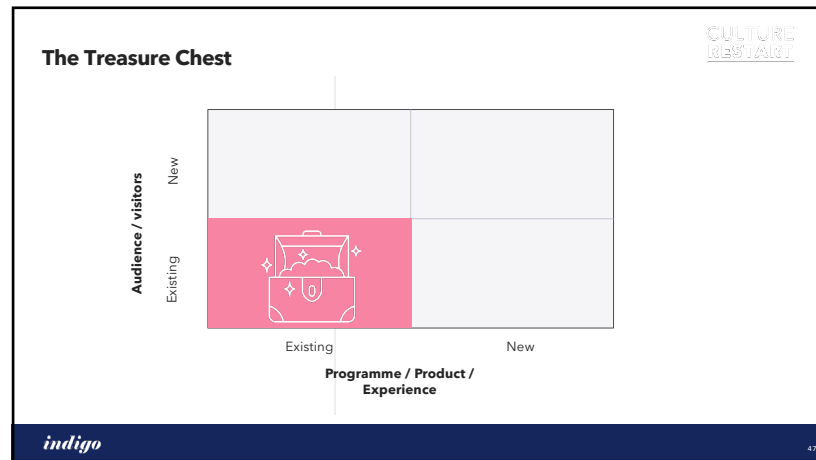 CULTURE
RESTART
The Treasure Chest
Audience / visitors
New
Existing
Existing
New
Programme / Product /
Experience
indigo
47